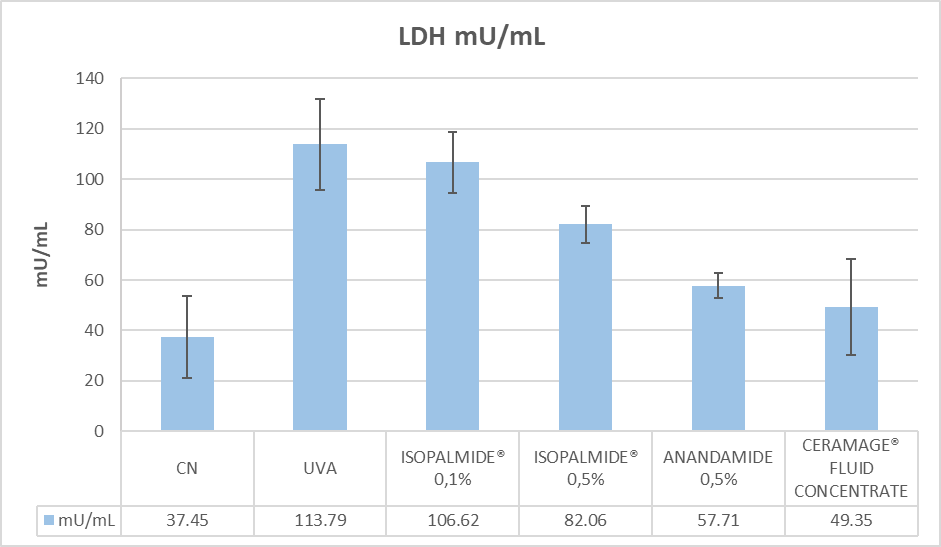 LDH mU/mL
mU/mL
140
120
100
80
60
40
20
0
CN
UVA
ISOPALMIDE®
0,1%
ISOPALMIDE®
0,5%
ANANDAMIDE
0,5%
CERAMAGE®
FLUID
CONCENTRATE
mU/mL 37.45 113.79 106.62 82.06 57.71 49.35